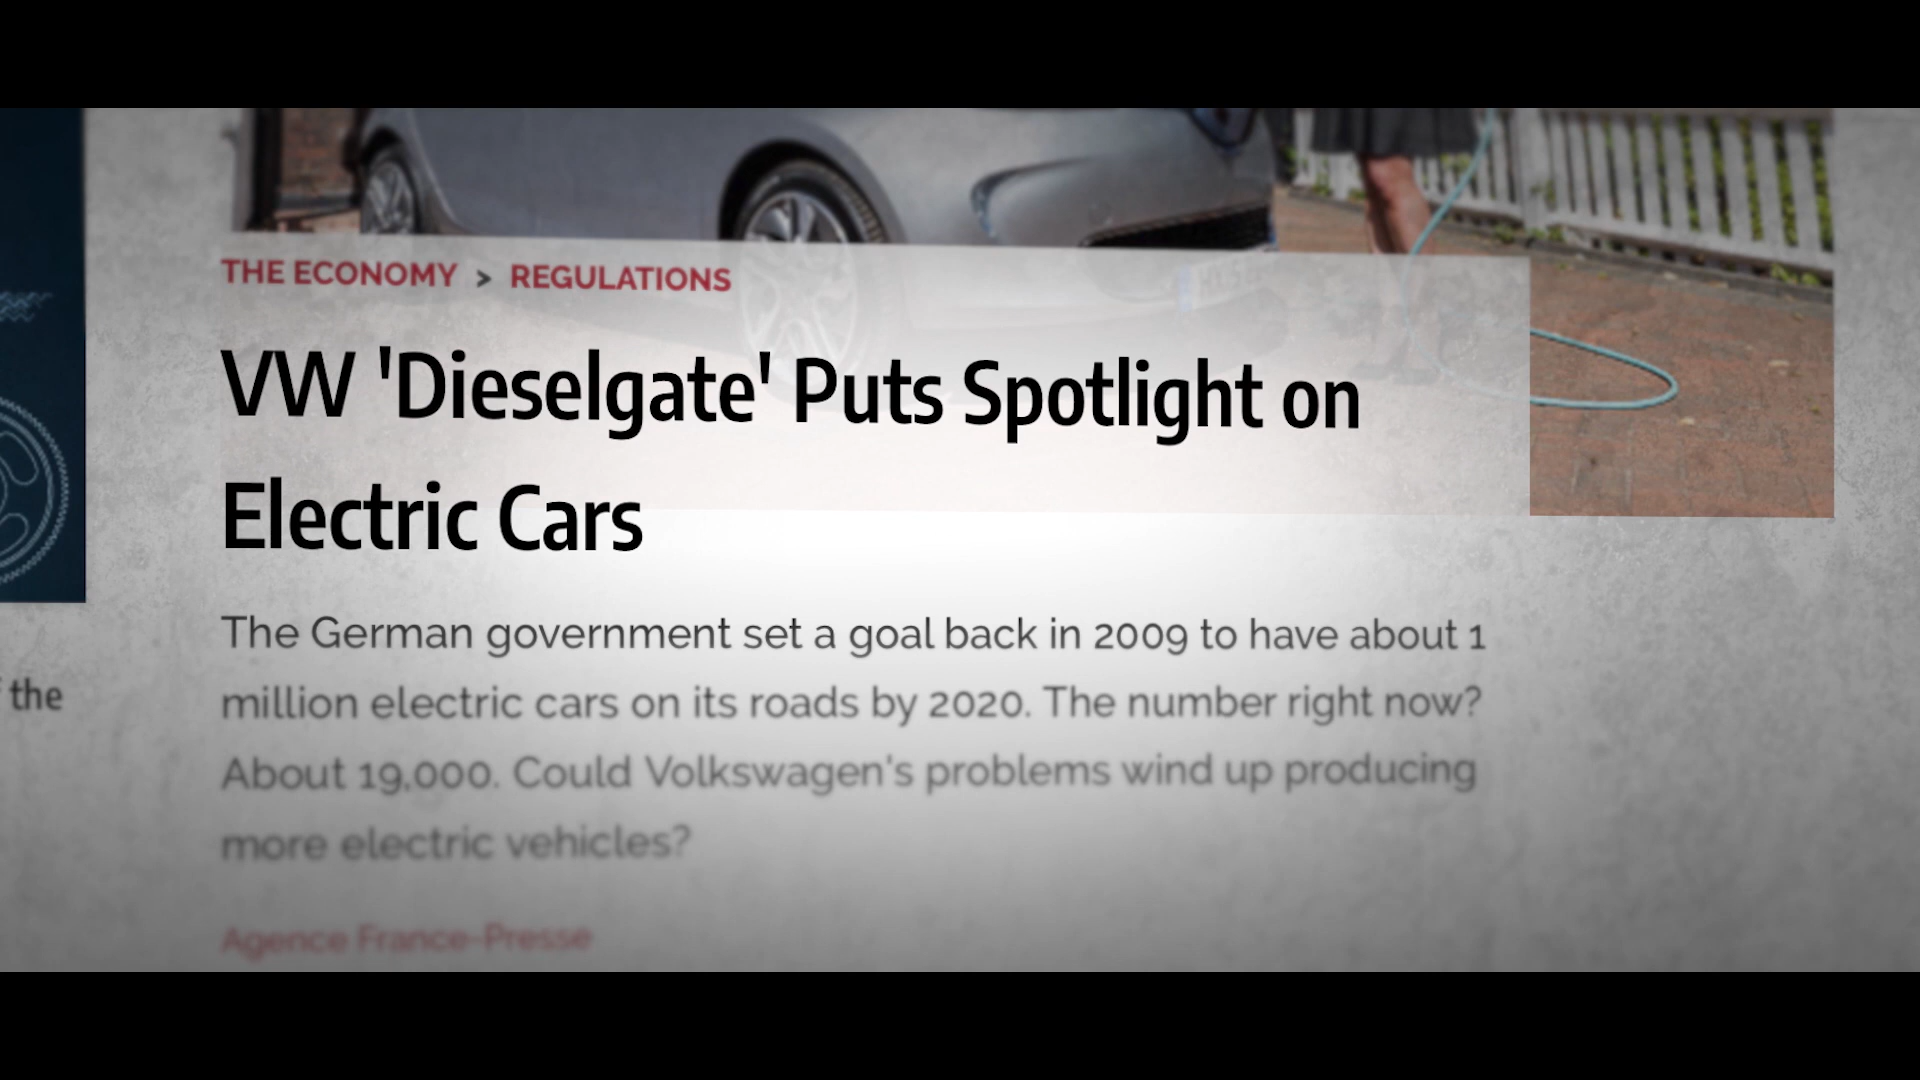 THE ECONOMY > REGULATIONS
VW 'Dieselgate' Puts Spotlight on
Electric Cars
The German government set a goal back in 2009 to have about 1
the
million electric cars on its roads by 2020. The number right now?
About 19,000. Could Volkswagen's problems wind up producing
more electric vehicles?
Agence France-Presse